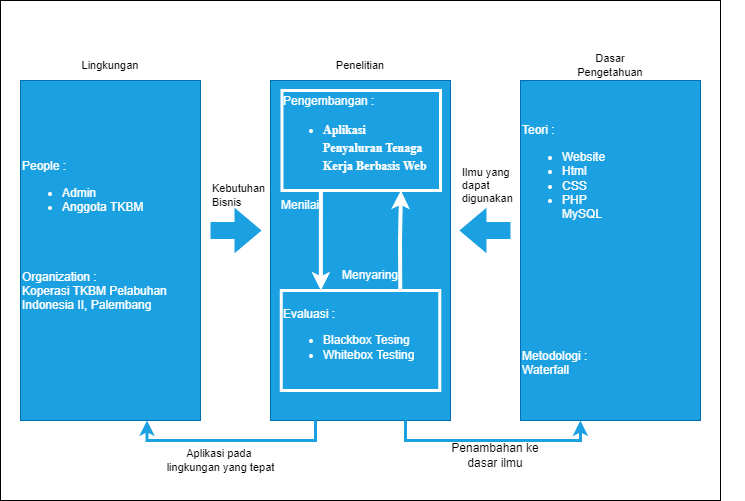 Lingkungan
Penelitian
Dasar
Pengetahuan
People :
Admin
Anggota TKBM
Organization :
Koperasi TKBM Pelabuhan
Indonesia II, Palembang
Kebutuhan
Bisnis
Pengembangan :
Aplikasi
Penyaluran Tenaga
Kerja Berbasis Web
Menilai
Menyaring
Evaluasi :
Blackbox Tesing
Whitebox Testing
Ilmu yang
dapat
digunakan
Teori :
Website
Html
CSS
PHP
MySQL
Metodologi :
Waterfall
Aplikasi pada
lingkungan yang tepat
Penambahan ke
dasar ilmu